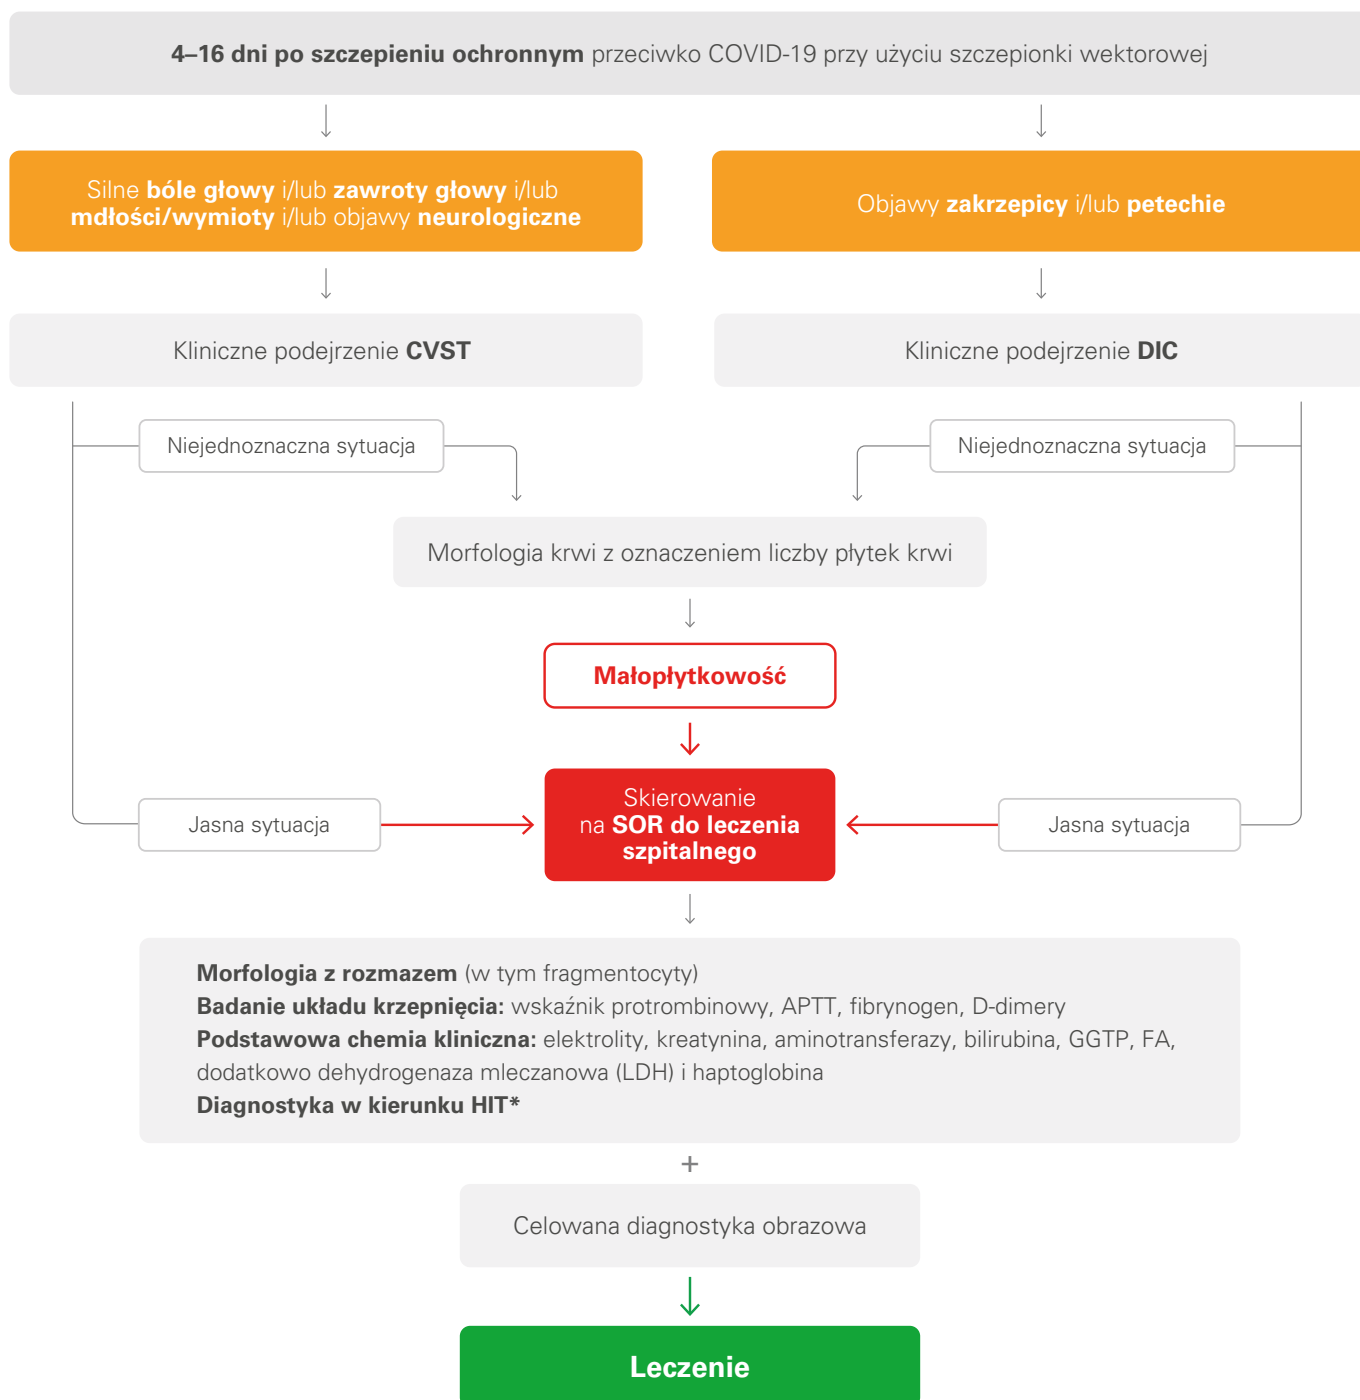 4–16 dni po szczepieniu ochronnym przeciwko COVID-19 przy użyciu szczepionki wektorowej
Silne bóle głowy i/lub zawroty głowy i/lub
mdłości/wymioty i/lub objawy neurologiczne
Objawy zakrzepicy i/lub petechie
Kliniczne podejrzenie CVST
Kliniczne podejrzenie DIC
Niejednoznaczna sytuacja
Niejednoznaczna sytuacja
Morfologia krwi z oznaczeniem liczby płytek krwi
Małopłytkowość
Jasna sytuacja
Skierowanie
na SOR do leczenia
szpitalnego
Jasna sytuacja
Morfologia z rozmazem (w tym fragmentocyty)
Badanie układu krzepnięcia: wskaźnik protrombinowy, APTT, fibrynogen, D-dimery
Podstawowa chemia kliniczna: elektrolity, kreatynina, aminotransferazy, bilirubina, GGTP, FA,
dodatkowo dehydrogenaza mleczanowa (LDH) i haptoglobina
Diagnostyka w kierunku HIT*
+
Celowana diagnostyka obrazowa
Leczenie